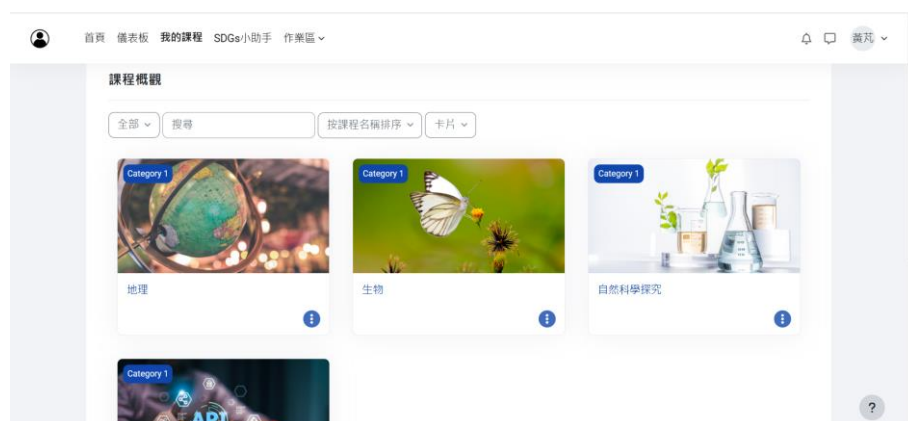 首頁 儀表板 我的課程 SDGs小助手 作業區
黃芃
課程概觀
全部 搜尋 按課程名稱排序 卡片
Category 1 Category 1 Category 1
地理 生物 自然科學探究
Category 1
API
?